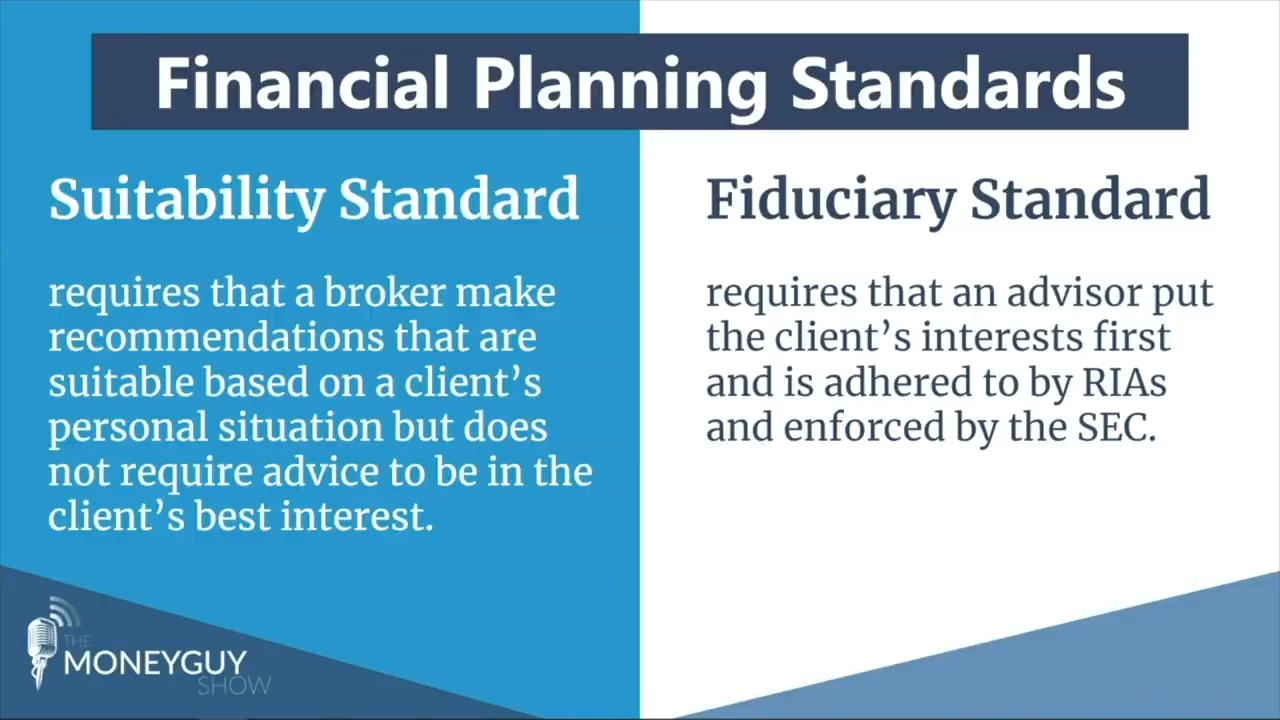 Financial Planning Standards
Suitability Standard
requires that a broker make
recommendations that are
suitable based on a client’s
personal situation but does
not require advice to be in the
client’s best interest.
Fiduciary Standard
requires that an advisor put
the client’s interests first
and is adhered to by RIAs
and enforced by the SEC.
THE
MONEYGUY
SHOW